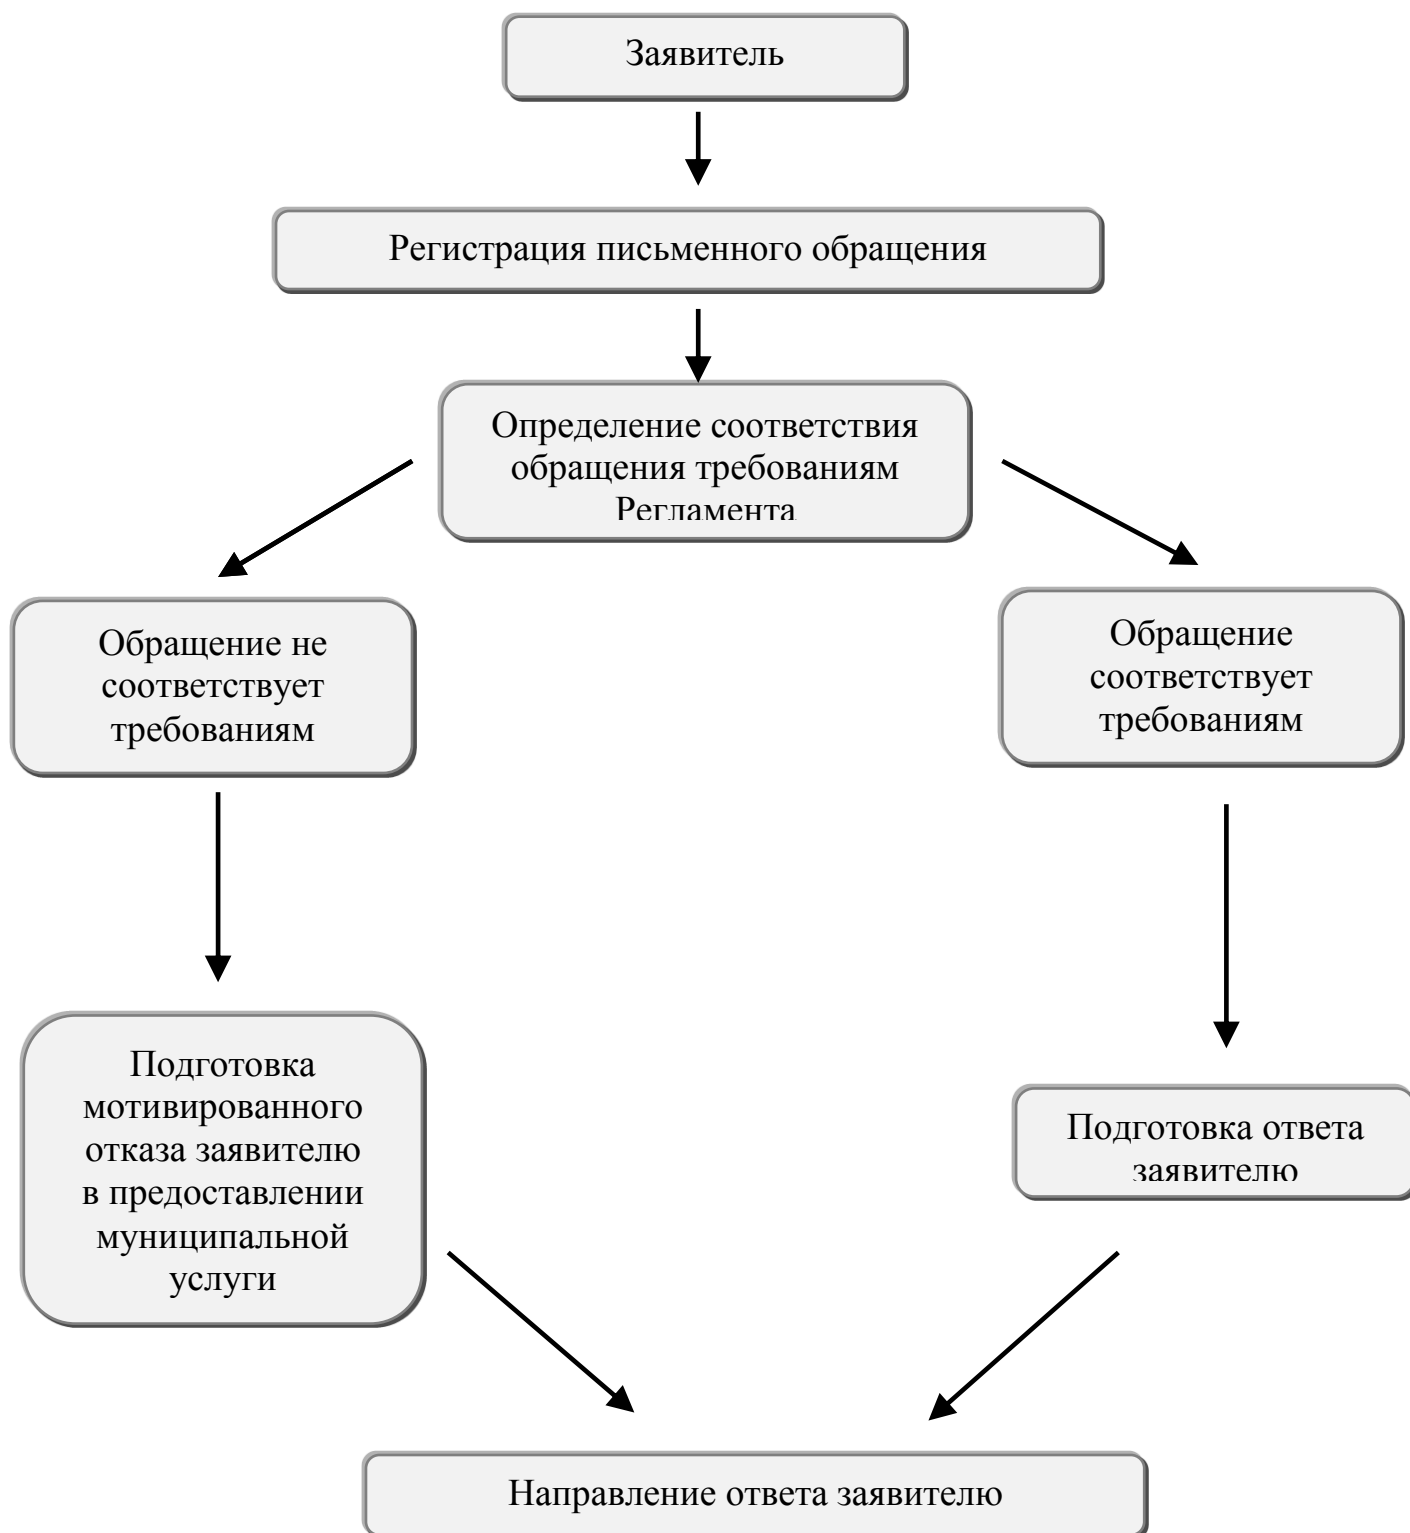 Заявитель
Регистрация письменного обращения
Определение соответствия
обращения требованиям
Регламента
Обращение не
соответствует
требованиям
Обращение
соответствует
требованиям
Подготовка
мотивированного
отказа заявителю
в предоставлении
муниципальной
услуги
Подготовка ответа
заявителю
Направление ответа заявителю